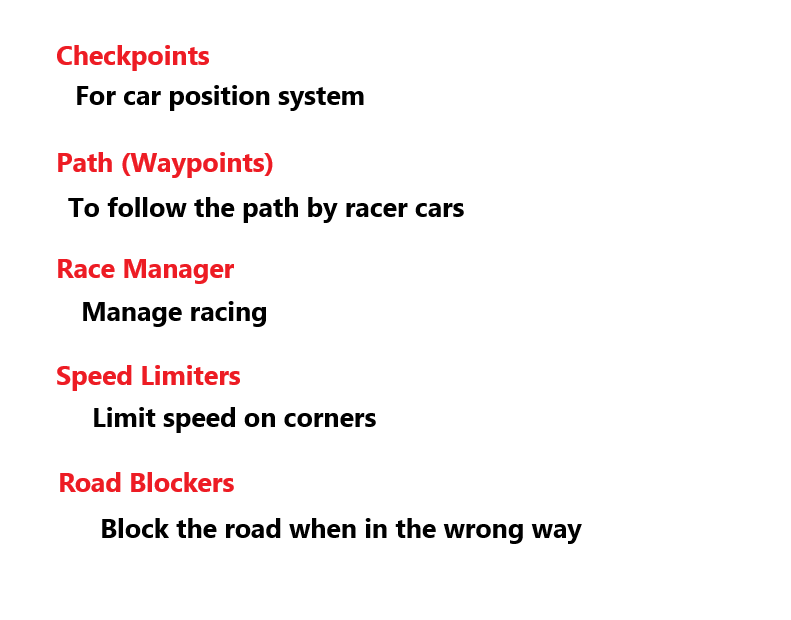 Checkpoints
For car position system
Path (Waypoints)
To follow the path by racer cars
Race Manager
Manage racing
Speed Limiters
Limit speed on corners
Road Blockers
Block the road when in the wrong way